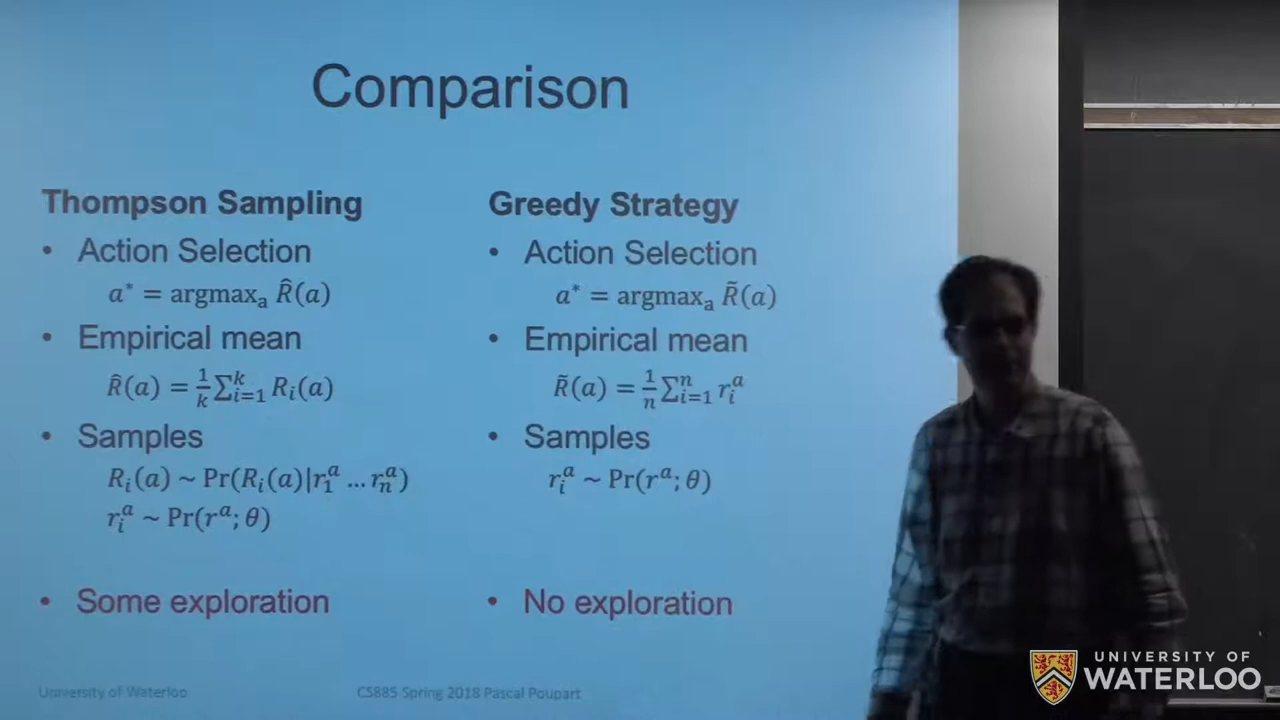 Comparison
Thompson Sampling
• Action Selection
a* = argmaxₐ R̂(a)
• Empirical mean
R̂(a) = 1/k ∑ᵢ₌₁ᵏ Rᵢ(a)
• Samples
Rᵢ(a) ~ Pr(Rᵢ(a)|r₁ᵃ ... rₙᵃ)
rᵢᵃ ~ Pr(rᵃ; θ)
• Some exploration
Greedy Strategy
• Action Selection
a* = argmaxₐ R̃(a)
• Empirical mean
R̃(a) = 1/n ∑ᵢ₌₁ⁿ rᵢᵃ
• Samples
rᵢᵃ ~ Pr(rᵃ; θ)
• No exploration
University of Waterloo
CS885 Spring 2018 Pascal Poupart
UNIVERSITY OF
WATERLOO